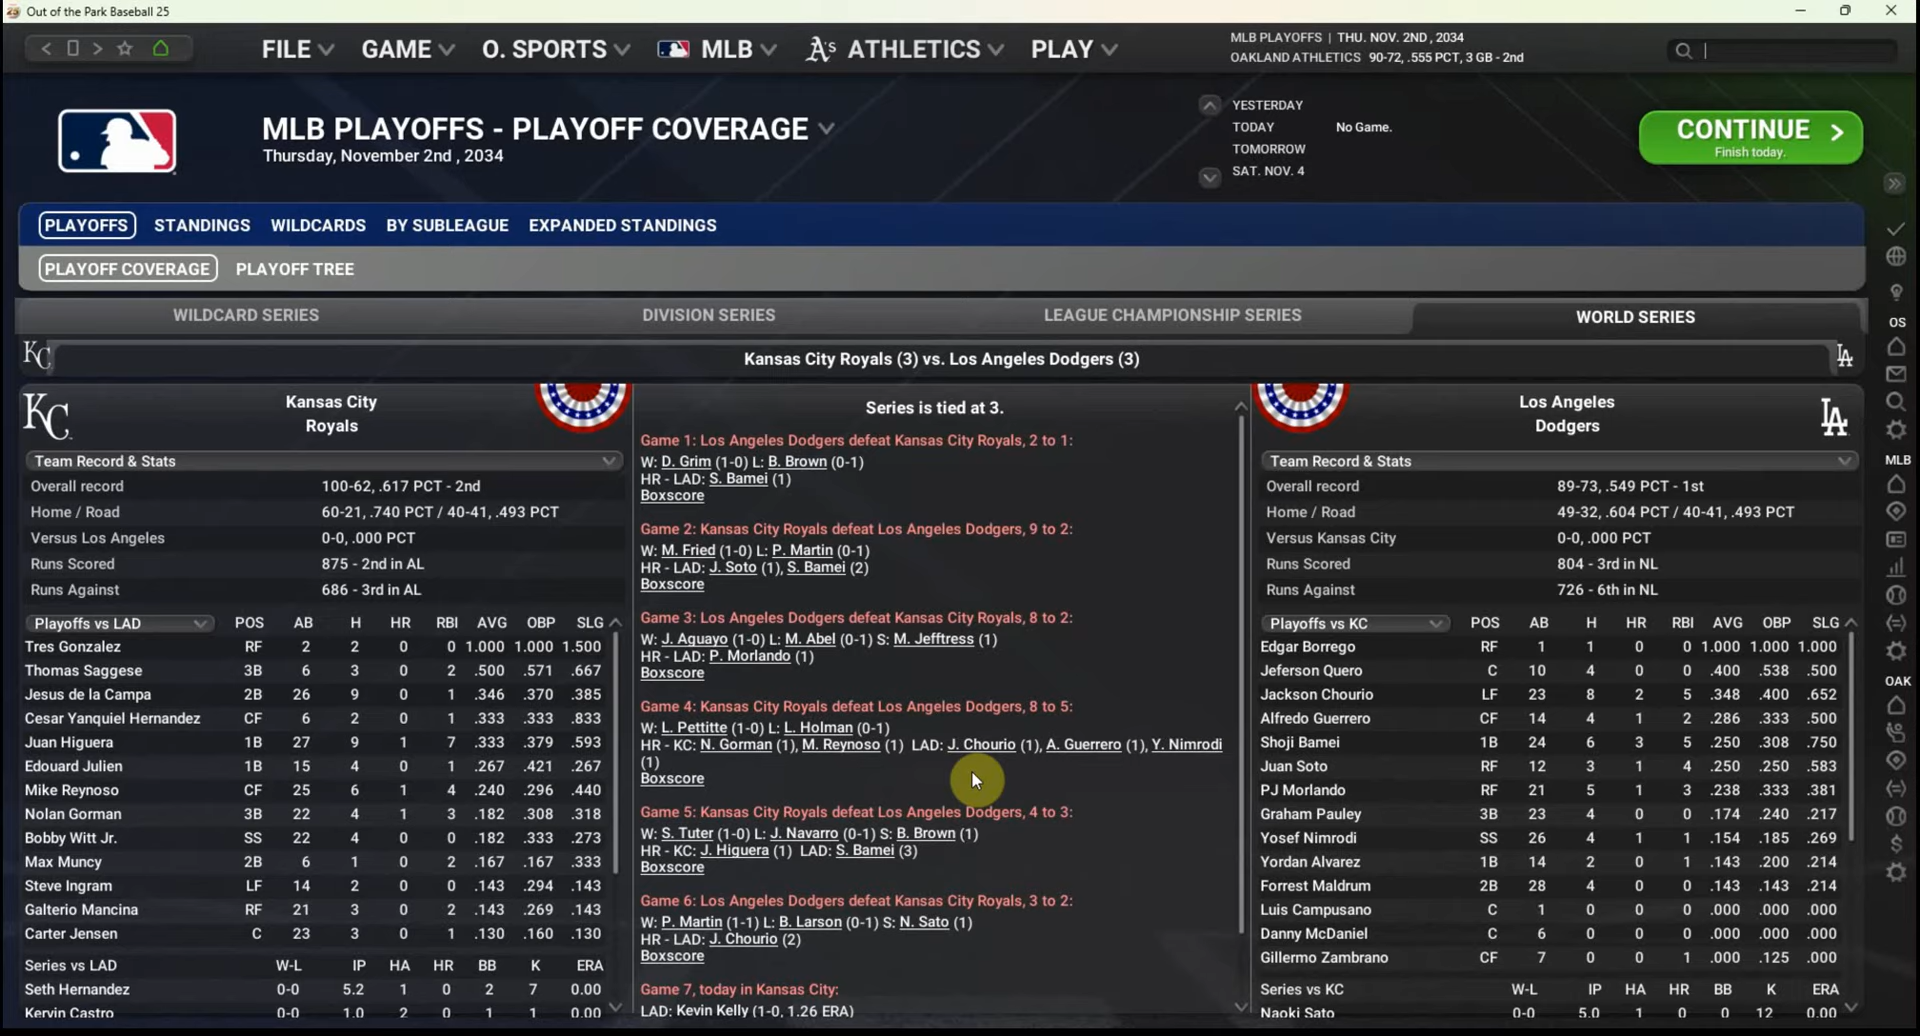 Out of the Park Baseball 25
FILE GAME O. SPORTS MLB A's ATHLETICS PLAY
MLB PLAYOFFS | THU. NOV. 2ND , 2034
OAKLAND ATHLETICS 90-72, .555 PCT, 3 GB - 2nd
MLB PLAYOFFS - PLAYOFF COVERAGE
Thursday, November 2nd , 2034
YESTERDAY
TODAY No Game.
TOMORROW
SAT. NOV. 4
CONTINUE
Finish today.
PLAYOFFS STANDINGS WILDCARDS BY SUBLEAGUE EXPANDED STANDINGS
PLAYOFF COVERAGE PLAYOFF TREE
WILDCARD SERIES DIVISION SERIES LEAGUE CHAMPIONSHIP SERIES WORLD SERIES
KC Kansas City Royals (3) vs. Los Angeles Dodgers (3) LA
KC
Kansas City
Royals
Team Record & Stats
Overall record 100-62, .617 PCT - 2nd
Home / Road 60-21, .740 PCT / 40-41, .493 PCT
Versus Los Angeles 0-0, .000 PCT
Runs Scored 875 - 2nd in AL
Runs Against 686 - 3rd in AL
Playoffs vs LAD POS AB H HR RBI AVG OBP SLG
Tres Gonzalez RF 2 2 0 0 1.000 1.000 1.500
Thomas Saggese 3B 6 3 0 2 .500 .571 .667
Jesus de la Campa 2B 26 9 0 1 .346 .370 .385
Cesar Yanquiel Hernandez CF 6 2 0 1 .333 .333 .833
Juan Higuera 1B 27 9 1 7 .333 .379 .593
Edouard Julien 1B 15 4 0 1 .267 .421 .267
Mike Reynoso CF 25 6 1 4 .240 .296 .440
Nolan Gorman 3B 22 4 1 3 .182 .308 .318
Bobby Witt Jr. SS 22 4 0 0 .182 .333 .273
Max Muncy 2B 6 1 0 2 .167 .167 .333
Steve Ingram LF 14 2 0 0 .143 .294 .143
Galterio Mancina RF 21 3 0 2 .143 .269 .143
Carter Jensen C 23 3 0 1 .130 .160 .130
Series vs LAD W-L IP HA HR BB K ERA
Seth Hernandez 0-0 5.2 1 0 2 7 0.00
Kervin Castro 0-0 1.0 2 0 1 1 0.00
Series is tied at 3.
Game 1: Los Angeles Dodgers defeat Kansas City Royals, 2 to 1:
W: D. Grim (1-0) L: B. Brown (0-1)
HR - LAD: S. Bamei (1)
Boxscore
Game 2: Kansas City Royals defeat Los Angeles Dodgers, 9 to 2:
W: M. Fried (1-0) L: P. Martin (0-1)
HR - LAD: J. Soto (1), S. Bamei (2)
Boxscore
Game 3: Los Angeles Dodgers defeat Kansas City Royals, 8 to 2:
W: J. Aguayo (1-0) L: M. Abel (0-1) S: M. Jefftress (1)
HR - LAD: P. Morlando (1)
Boxscore
Game 4: Kansas City Royals defeat Los Angeles Dodgers, 8 to 5:
W: L. Pettitte (1-0) L: L. Holman (0-1)
HR - KC: N. Gorman (1), M. Reynoso (1) LAD: J. Chourio (1), A. Guerrero (1), Y. Nimrodi
(1)
Boxscore
Game 5: Kansas City Royals defeat Los Angeles Dodgers, 4 to 3:
W: S. Tuter (1-0) L: J. Navarro (0-1) S: B. Brown (1)
HR - KC: J. Higuera (1) LAD: S. Bamei (3)
Boxscore
Game 6: Los Angeles Dodgers defeat Kansas City Royals, 3 to 2:
W: P. Martin (1-1) L: B. Larson (0-1) S: N. Sato (1)
HR - LAD: J. Chourio (2)
Boxscore
Game 7, today in Kansas City:
LAD: Kevin Kelly (1-0, 1.26 ERA)
Los Angeles
Dodgers
LA
Team Record & Stats
Overall record 89-73, .549 PCT - 1st
Home / Road 49-32, .604 PCT / 40-41, .493 PCT
Versus Kansas City 0-0, .000 PCT
Runs Scored 804 - 3rd in NL
Runs Against 726 - 6th in NL
Playoffs vs KC POS AB H HR RBI AVG OBP SLG
Edgar Borrego RF 1 1 0 0 1.000 1.000 1.000
Jeferson Quero C 10 4 0 0 .400 .538 .500
Jackson Chourio LF 23 8 2 5 .348 .400 .652
Alfredo Guerrero CF 14 4 1 2 .286 .333 .500
Shoji Bamei 1B 24 6 3 5 .250 .308 .750
Juan Soto RF 12 3 1 4 .250 .250 .583
PJ Morlando RF 21 5 1 3 .238 .333 .381
Graham Pauley 3B 23 4 0 0 .174 .240 .217
Yosef Nimrodi SS 26 4 1 1 .154 .185 .269
Yordan Alvarez 1B 14 2 0 1 .143 .200 .214
Forrest Maldrum 2B 28 4 0 0 .143 .143 .214
Luis Campusano C 1 0 0 0 .000 .000 .000
Danny McDaniel C 6 0 0 0 .000 .000 .000
Gillermo Zambrano CF 7 0 0 1 .000 .125 .000
Series vs KC W-L IP HA HR BB K ERA
Naoki Sato 0-0 5.0 1 0 0 12 0.00
OS
MLB
OAK